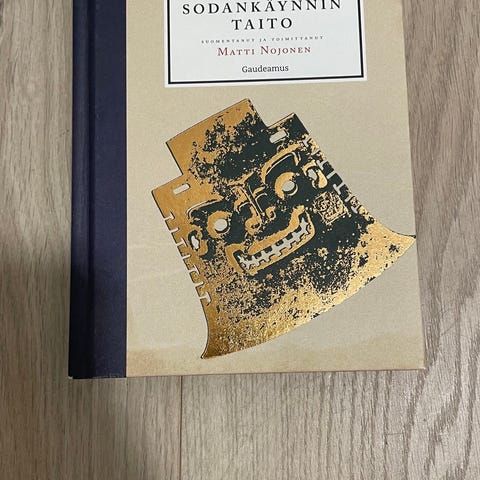 SODANKÄYNNIN
TAITO
SUOMENTANUT JA TOIMITTANUT
MATTI NOJONEN
Gaudeamus